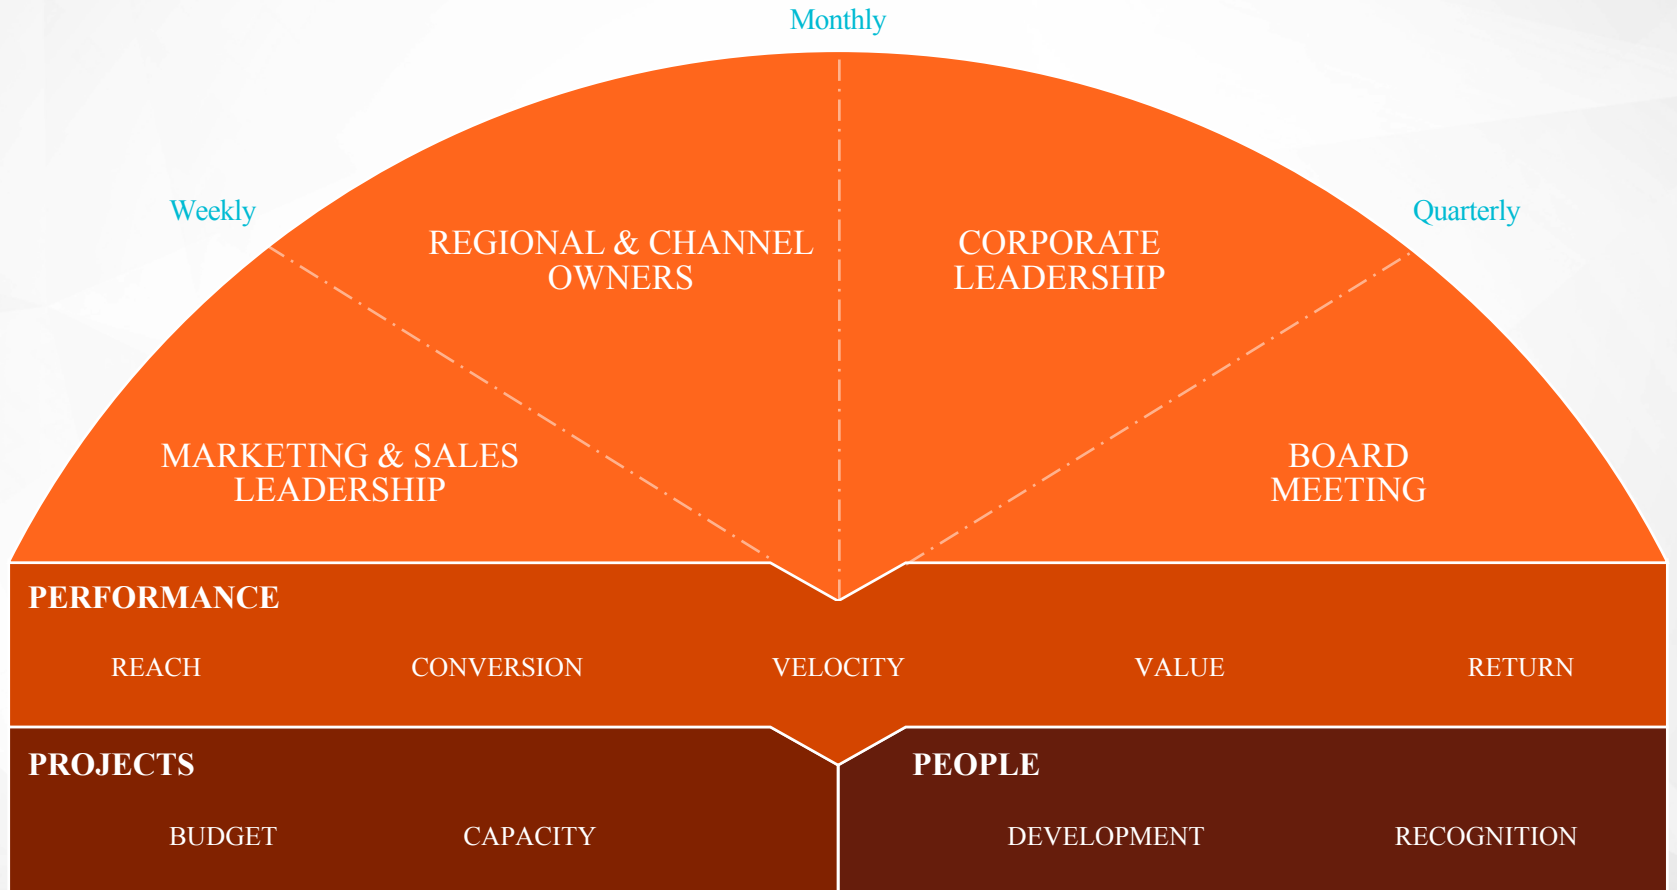 Monthly
Weekly
Quarterly
REGIONAL & CHANNEL
OWNERS
CORPORATE
LEADERSHIP
MARKETING & SALES
LEADERSHIP
BOARD
MEETING
PERFORMANCE
REACH CONVERSION VELOCITY VALUE RETURN
PROJECTS
BUDGET CAPACITY
PEOPLE
DEVELOPMENT RECOGNITION